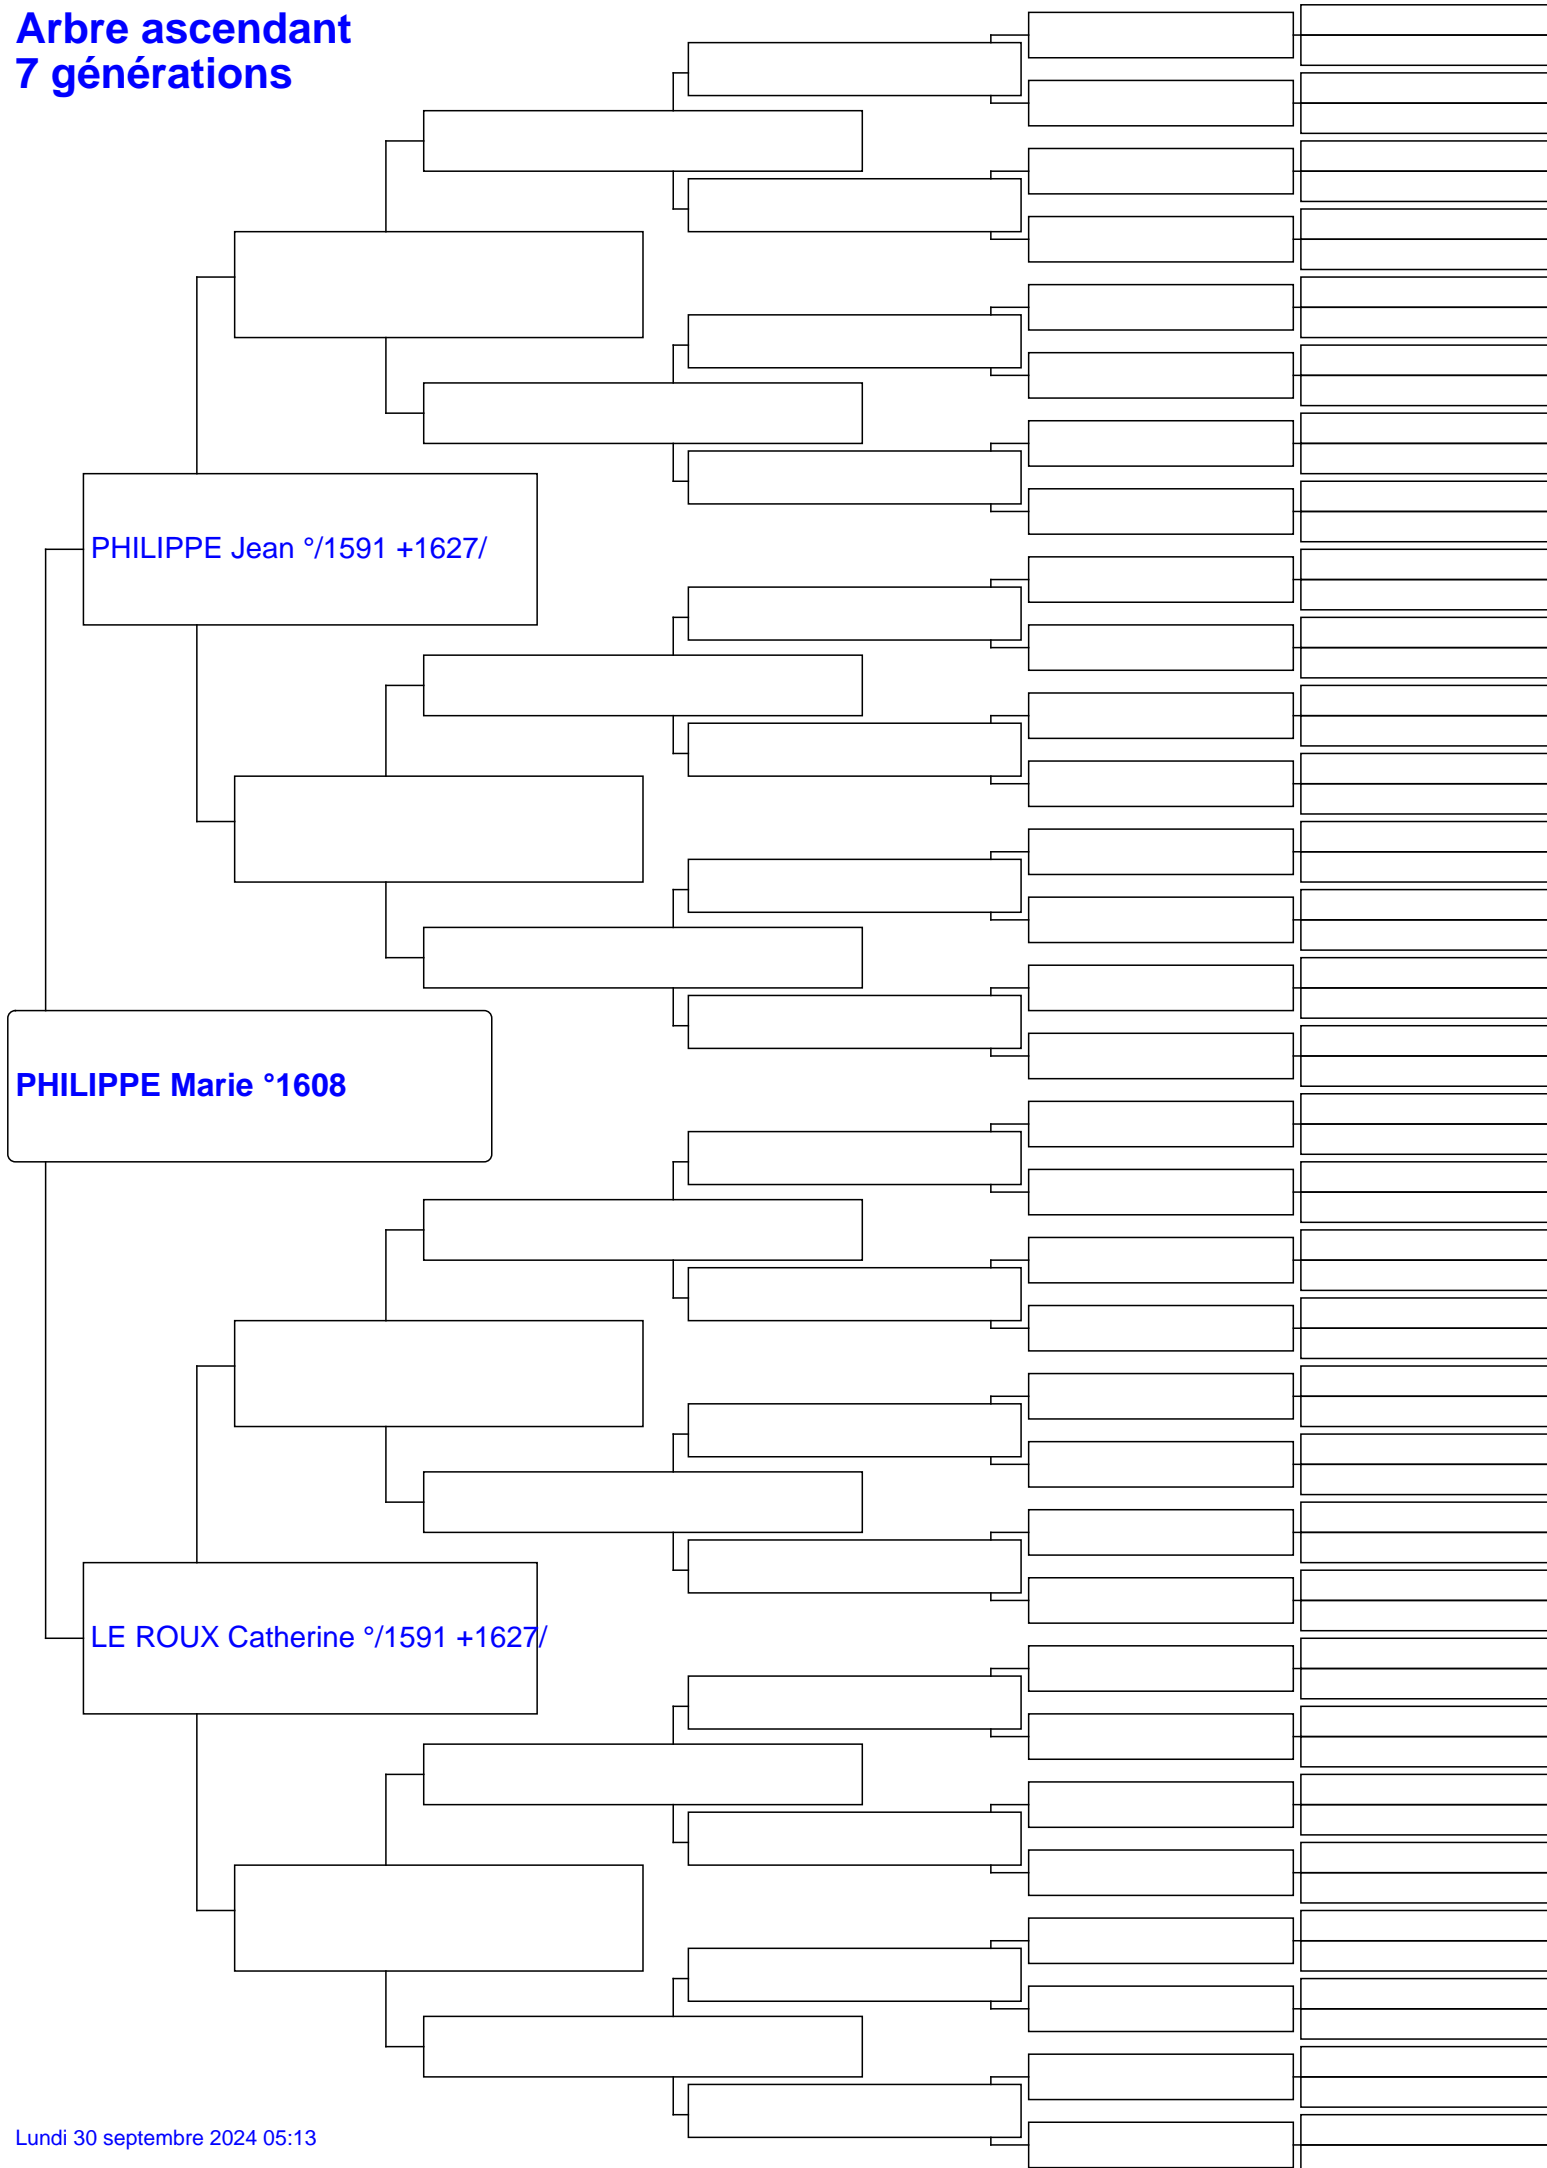 Arbre ascendant
7 générations
PHILIPPE Jean °/1591 +1627/
PHILIPPE Marie °1608
LE ROUX Catherine °/1591 +1627/
Lundi 30 septembre 2024 05:13